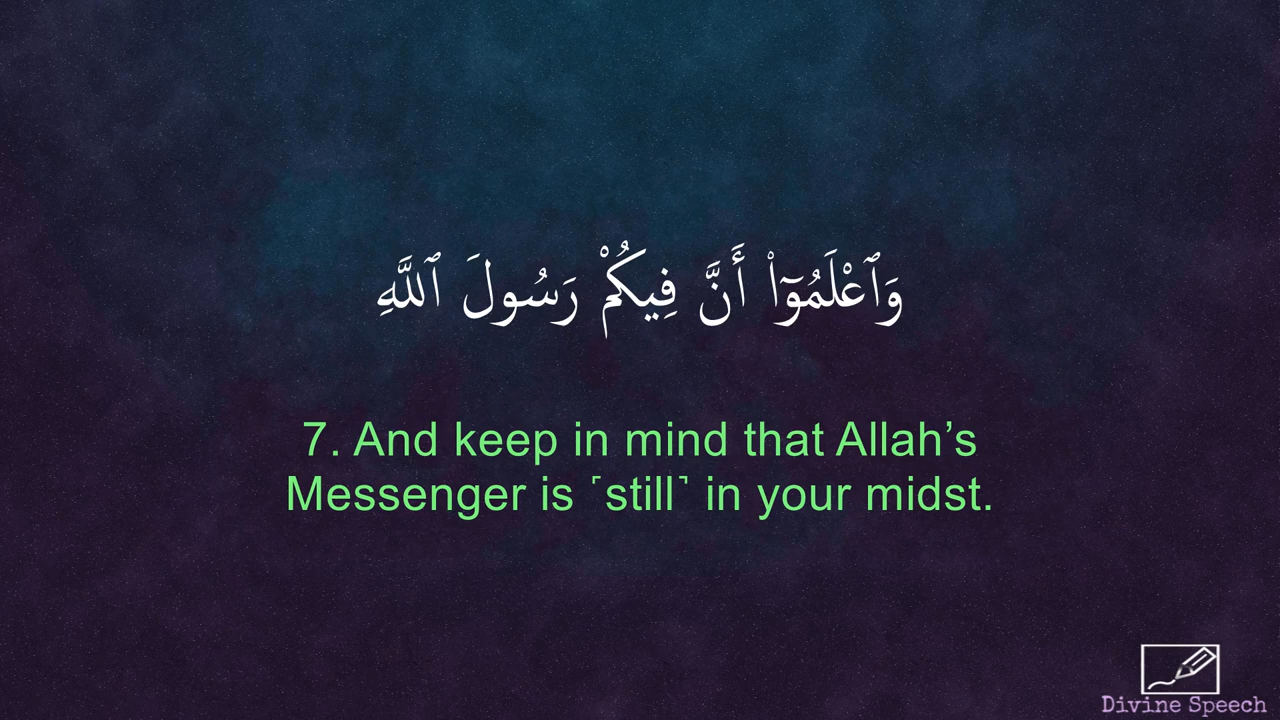 وَٱعْلَمُوٓا۟ أَنَّ فِيكُمْ رَسُولَ ٱللَّهِ
7. And keep in mind that Allah’s
Messenger is ˹still˺ in your midst.
Divine Speech